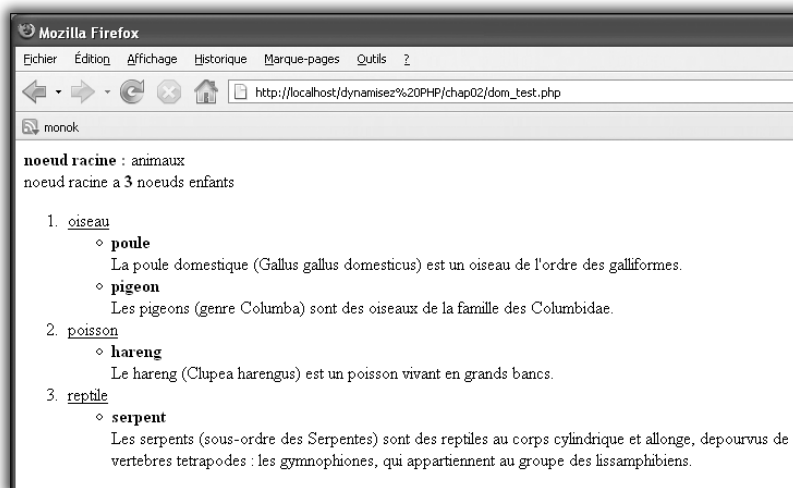 Mozilla Firefox
Fichier Édition Affichage Historique Marque-pages Outils ?
http://localhost/dynamisez%20PHP/chap02/dom_test.php
monok
noeud racine : animaux
noeud racine a 3 noeuds enfants
1. oiseau
poule
La poule domestique (Gallus gallus domesticus) est un oiseau de l'ordre des galliformes.
pigeon
Les pigeons (genre Columba) sont des oiseaux de la famille des Columbidae.
2. poisson
hareng
Le hareng (Clupea harengus) est un poisson vivant en grands bancs.
3. reptile
serpent
Les serpents (sous-ordre des Serpentes) sont des reptiles au corps cylindrique et allonge, depourvus de
vertebres tetrapodes : les gymnophiones, qui appartiennent au groupe des lissamphibiens.